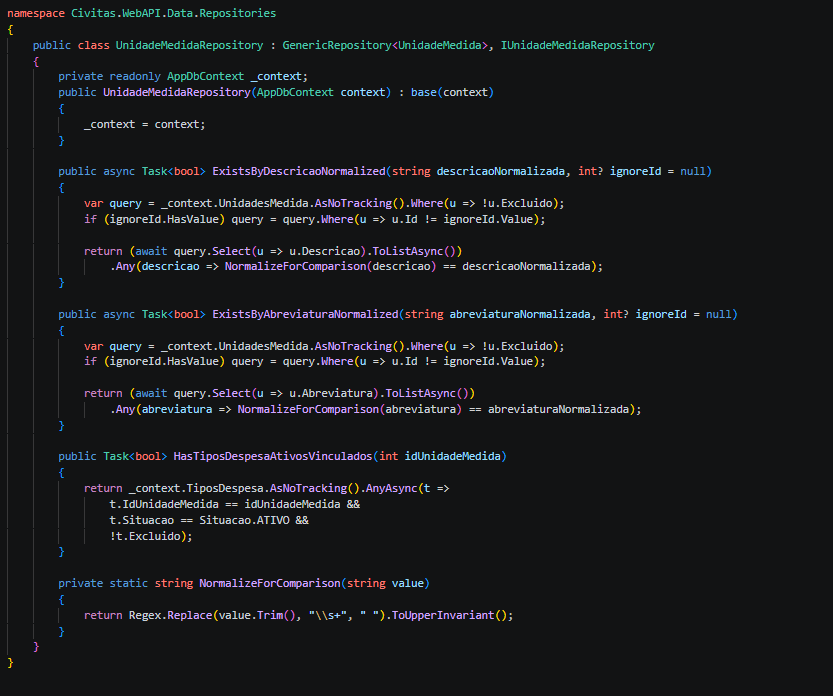 namespace Civitas.WebAPI.Data.Repositories
{
public class UnidadeMedidaRepository : GenericRepository<UnidadeMedida>, IUnidadeMedidaRepository
{
private readonly AppDbContext _context;
public UnidadeMedidaRepository(AppDbContext context) : base(context)
{
_context = context;
}
public async Task<bool> ExistsByDescricaoNormalized(string descricaoNormalizada, int? ignoreId = null)
{
var query = _context.UnidadesMedida.AsNoTracking().Where(u => !u.Excluido);
if (ignoreId.HasValue) query = query.Where(u => u.Id != ignoreId.Value);
return (await query.Select(u => u.Descricao).ToListAsync())
.Any(descricao => NormalizeForComparison(descricao) == descricaoNormalizada);
}
public async Task<bool> ExistsByAbreviaturaNormalized(string abreviaturaNormalizada, int? ignoreId = null)
{
var query = _context.UnidadesMedida.AsNoTracking().Where(u => !u.Excluido);
if (ignoreId.HasValue) query = query.Where(u => u.Id != ignoreId.Value);
return (await query.Select(u => u.Abreviatura).ToListAsync())
.Any(abreviatura => NormalizeForComparison(abreviatura) == abreviaturaNormalizada);
}
public Task<bool> HasTiposDespesaAtivosVinculados(int idUnidadeMedida)
{
return _context.TiposDespesa.AsNoTracking().AnyAsync(t =>
t.IdUnidadeMedida == idUnidadeMedida &&
t.Situacao == Situacao.ATIVO &&
!t.Excluido);
}
private static string NormalizeForComparison(string value)
{
return Regex.Replace(value.Trim(), "\\s+", " ").ToUpperInvariant();
}
}
}